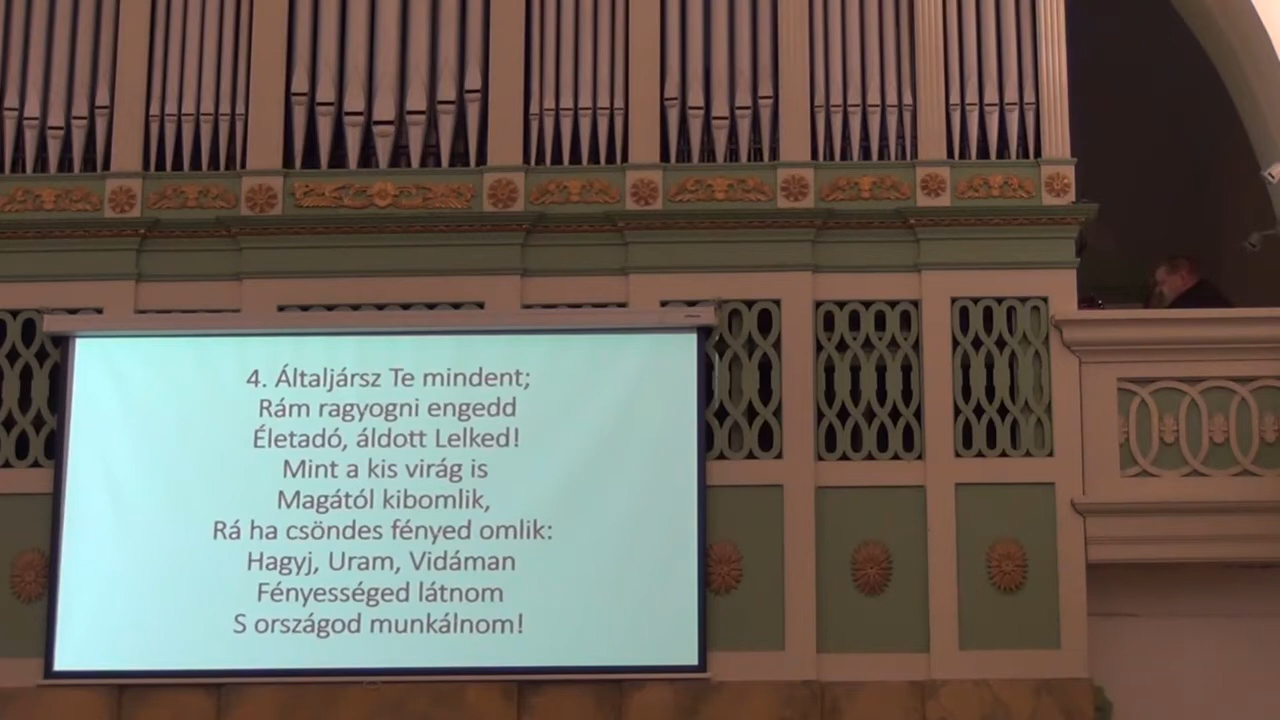 4. Általjársz Te mindent;
Rám ragyogni engedd
Életadó, áldott Lelked!
Mint a kis virág is
Magától kibomlik,
Rá ha csöndes fényed omlik:
Hagyj, Uram, Vidáman
Fényességed látnom
S országod munkálnom!